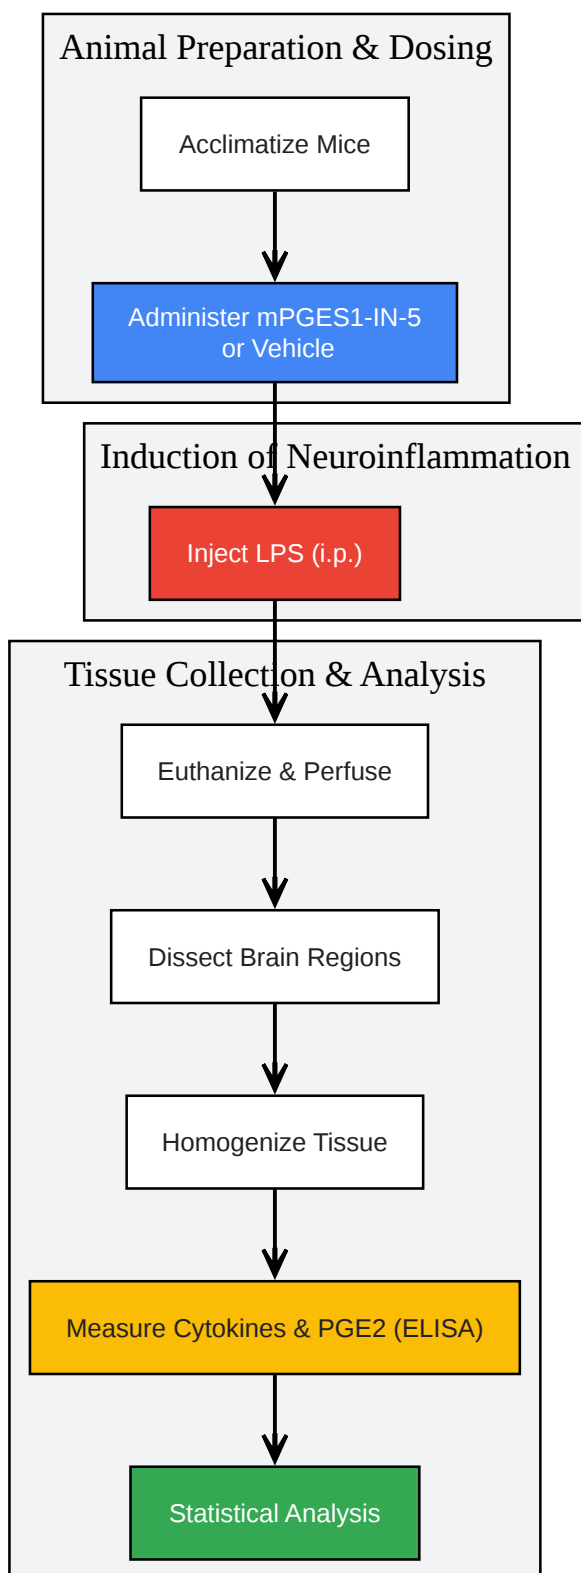 Animal Preparation & Dosing
Acclimatize Mice
Administer mPGES1-IN-5
or Vehicle
Induction of Neuroinflammation
Inject LPS (i.p.)
Tissue Collection & Analysis
Euthanize & Perfuse
Dissect Brain Regions
Homogenize Tissue
Measure Cytokines & PGE2 (ELISA)
Statistical Analysis